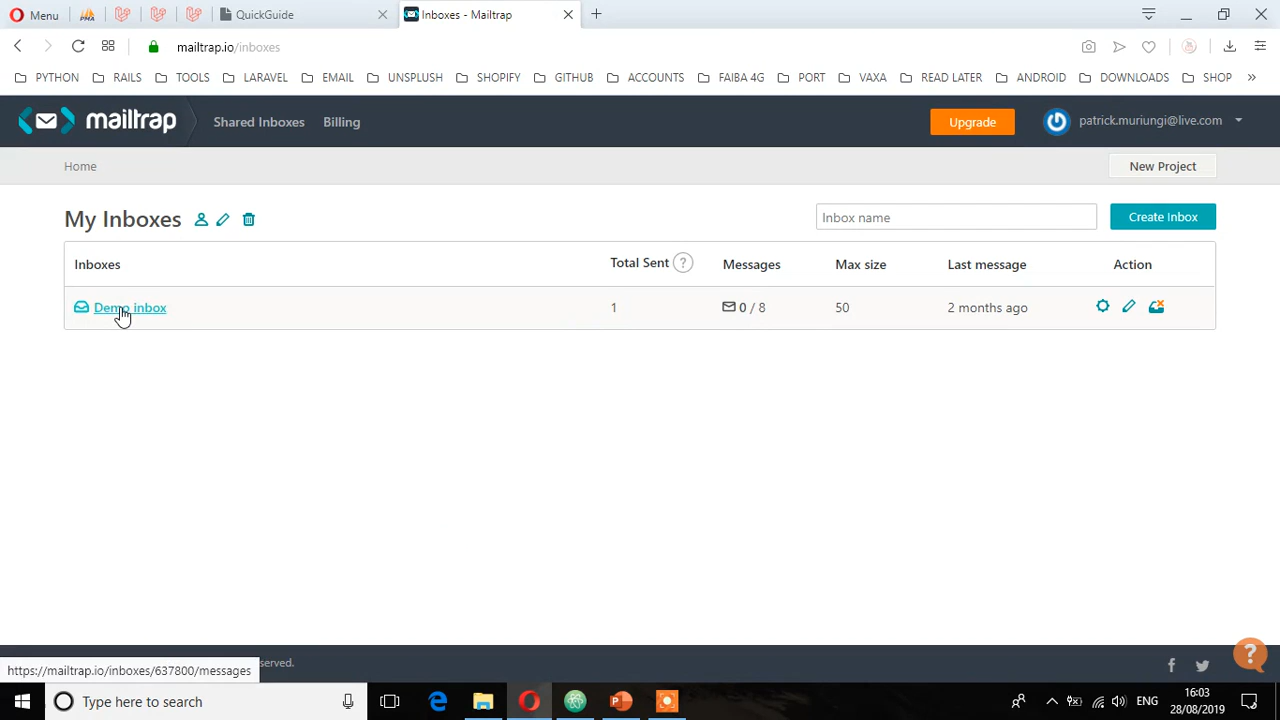 Menu
PMA
QuickGuide
Inboxes - Mailtrap
mailtrap.io/inboxes
PYTHON RAILS TOOLS LARAVEL EMAIL UNSPLUSH SHOPIFY GITHUB ACCOUNTS FAIBA 4G PORT VAXA READ LATER ANDROID DOWNLOADS SHOP »
mailtrap Shared Inboxes Billing Upgrade patrick.muriungi@live.com
Home New Project
My Inboxes Inbox name Create Inbox
Inboxes Total Sent ? Messages Max size Last message Action
Demo inbox 1 0 / 8 50 2 months ago
?
https://mailtrap.io/inboxes/637800/messages served.
Type here to search
ENG
16:03
28/08/2019